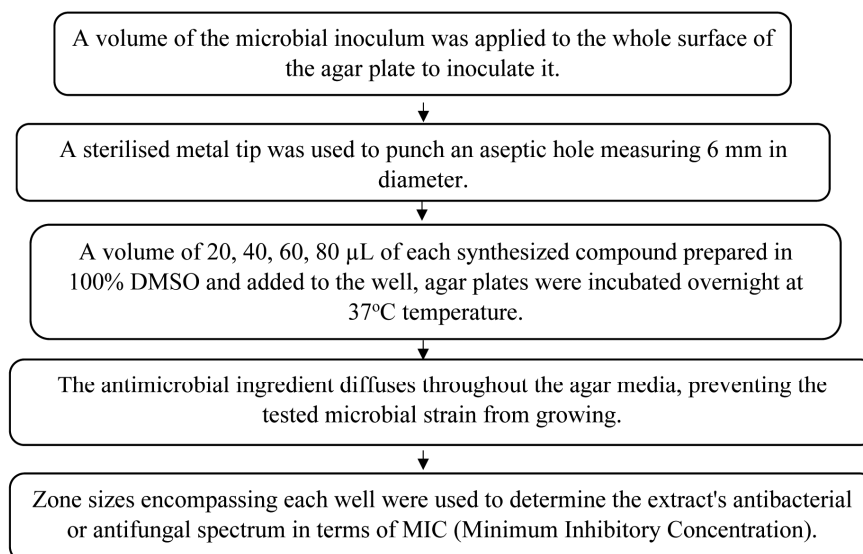 A volume of the microbial inoculum was applied to the whole surface of
the agar plate to inoculate it.
A sterilised metal tip was used to punch an aseptic hole measuring 6 mm in
diameter.
A volume of 20, 40, 60, 80 µL of each synthesized compound prepared in
100% DMSO and added to the well, agar plates were incubated overnight at
37°C temperature.
The antimicrobial ingredient diffuses throughout the agar media, preventing the
tested microbial strain from growing.
Zone sizes encompassing each well were used to determine the extract's antibacterial
or antifungal spectrum in terms of MIC (Minimum Inhibitory Concentration).